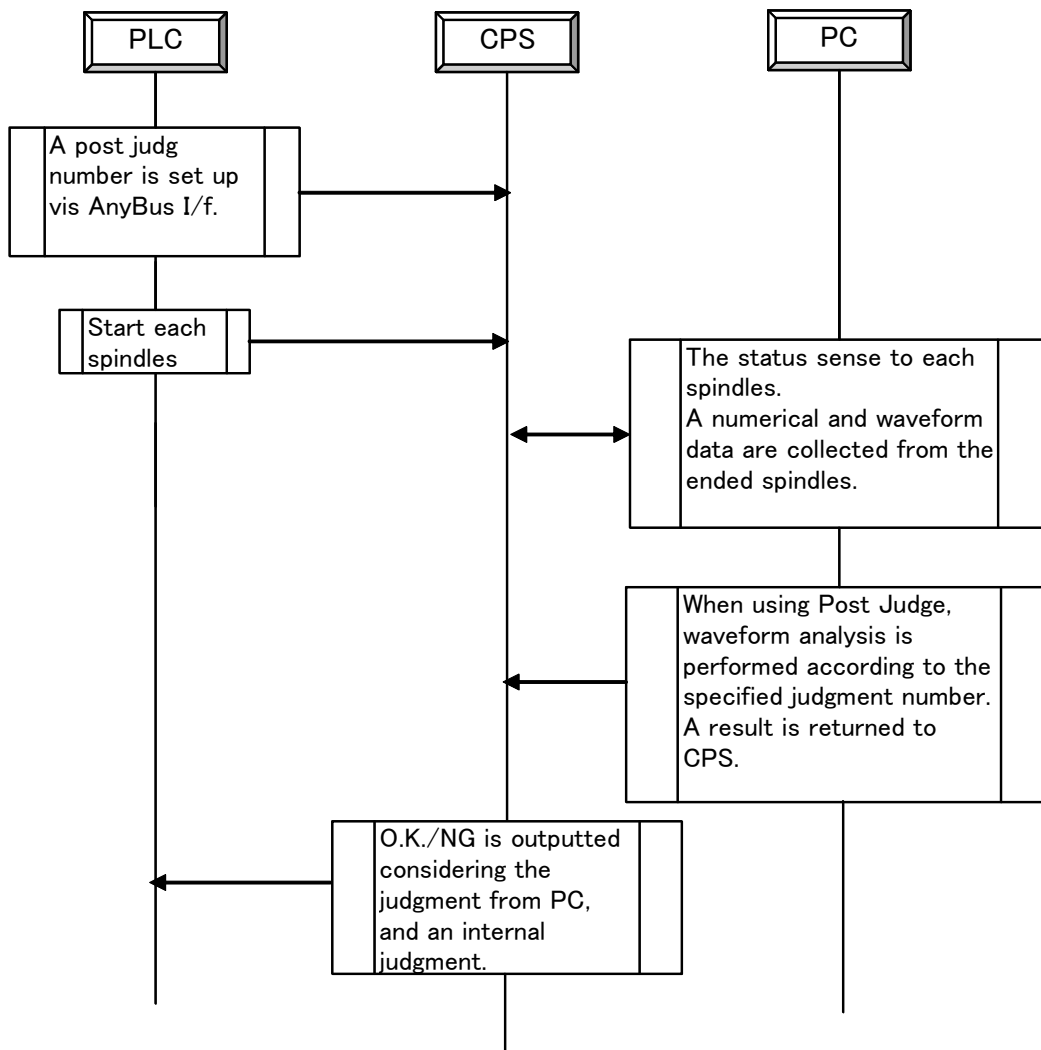 PLC
CPS
PC
A post judg
number is set up
vis AnyBus I/f.
Start each
spindles
The status sense to each
spindles.
A numerical and waveform
data are collected from the
ended spindles.
When using Post Judge,
waveform analysis is
performed according to the
specified judgment number.
A result is returned to
CPS.
O.K./NG is outputted
considering the
judgment from PC,
and an internal
judgment.